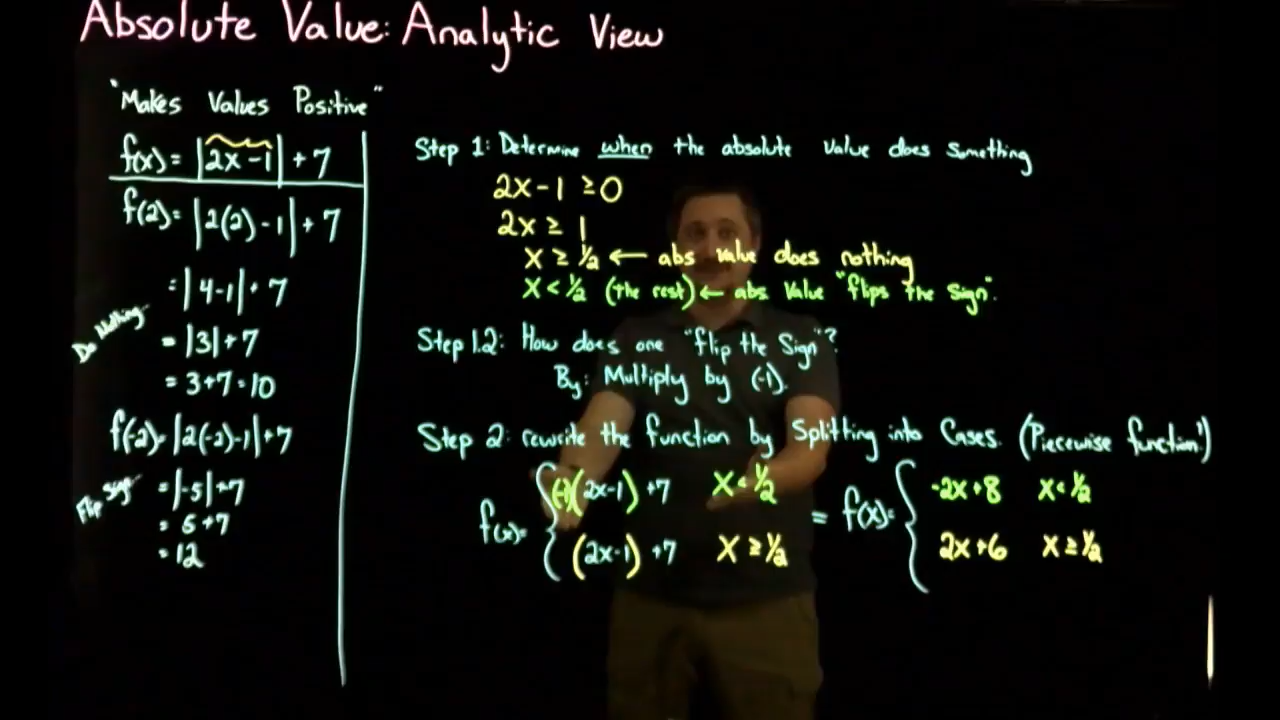 Absolute Value: Analytic View
"Makes Values Positive"
f(x) = |2x-1| + 7
f(2) = |2(2)-1| + 7
= |4-1| + 7
Do Nothing
= |3| + 7
= 3+7 = 10
f(-2) = |2(-2)-1| + 7
Flip sign
= |-5| + 7
= 5+7
= 12
Step 1: Determine when the absolute value does something
2x-1 ≥ 0
2x ≥ 1
x ≥ 1/2 ← abs value does nothing
x < 1/2 (the rest) ← abs value "flips the sign".
Step 1.2: How does one "flip the sign"?
By: Multiply by (-1).
Step 2: rewrite the function by splitting into cases. (Piecewise function!)
f(x) = { (-1)(2x-1) +7 x < 1/2 = f(x) = { -2x+8 x < 1/2
(2x-1) +7 x ≥ 1/2 2x+6 x ≥ 1/2